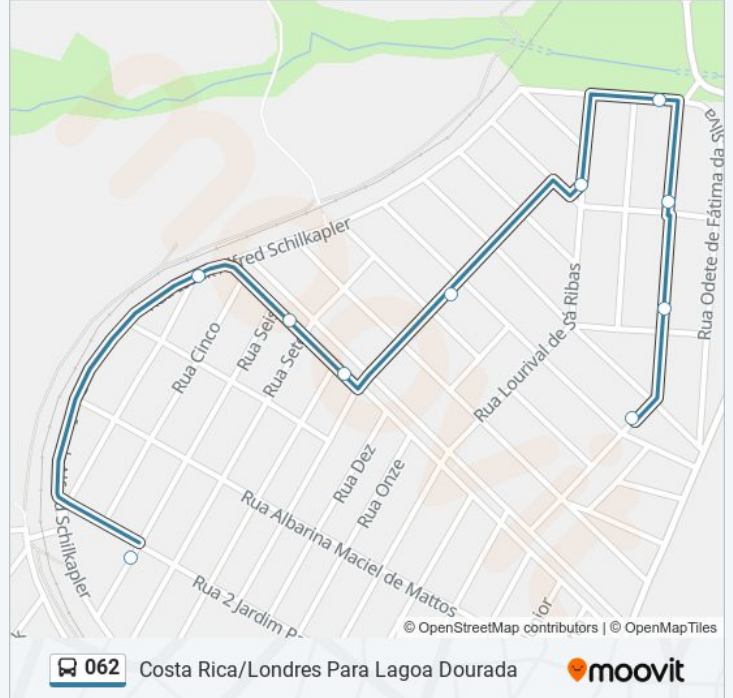 Rua Odete de Fátima da Silva
fred Schilkapler
Rua Cinco
Rua Seis
Rua Sete
Rua Lourival de Sá Ribas
Rua Dez
Rua Onze
Rua Albarina Maciel de Mattos
Schilkapler
Rua 2 Jardim
moovit
© OpenStreetMap contributors | © OpenMapTiles
062 Costa Rica/Londres Para Lagoa Dourada
moovit